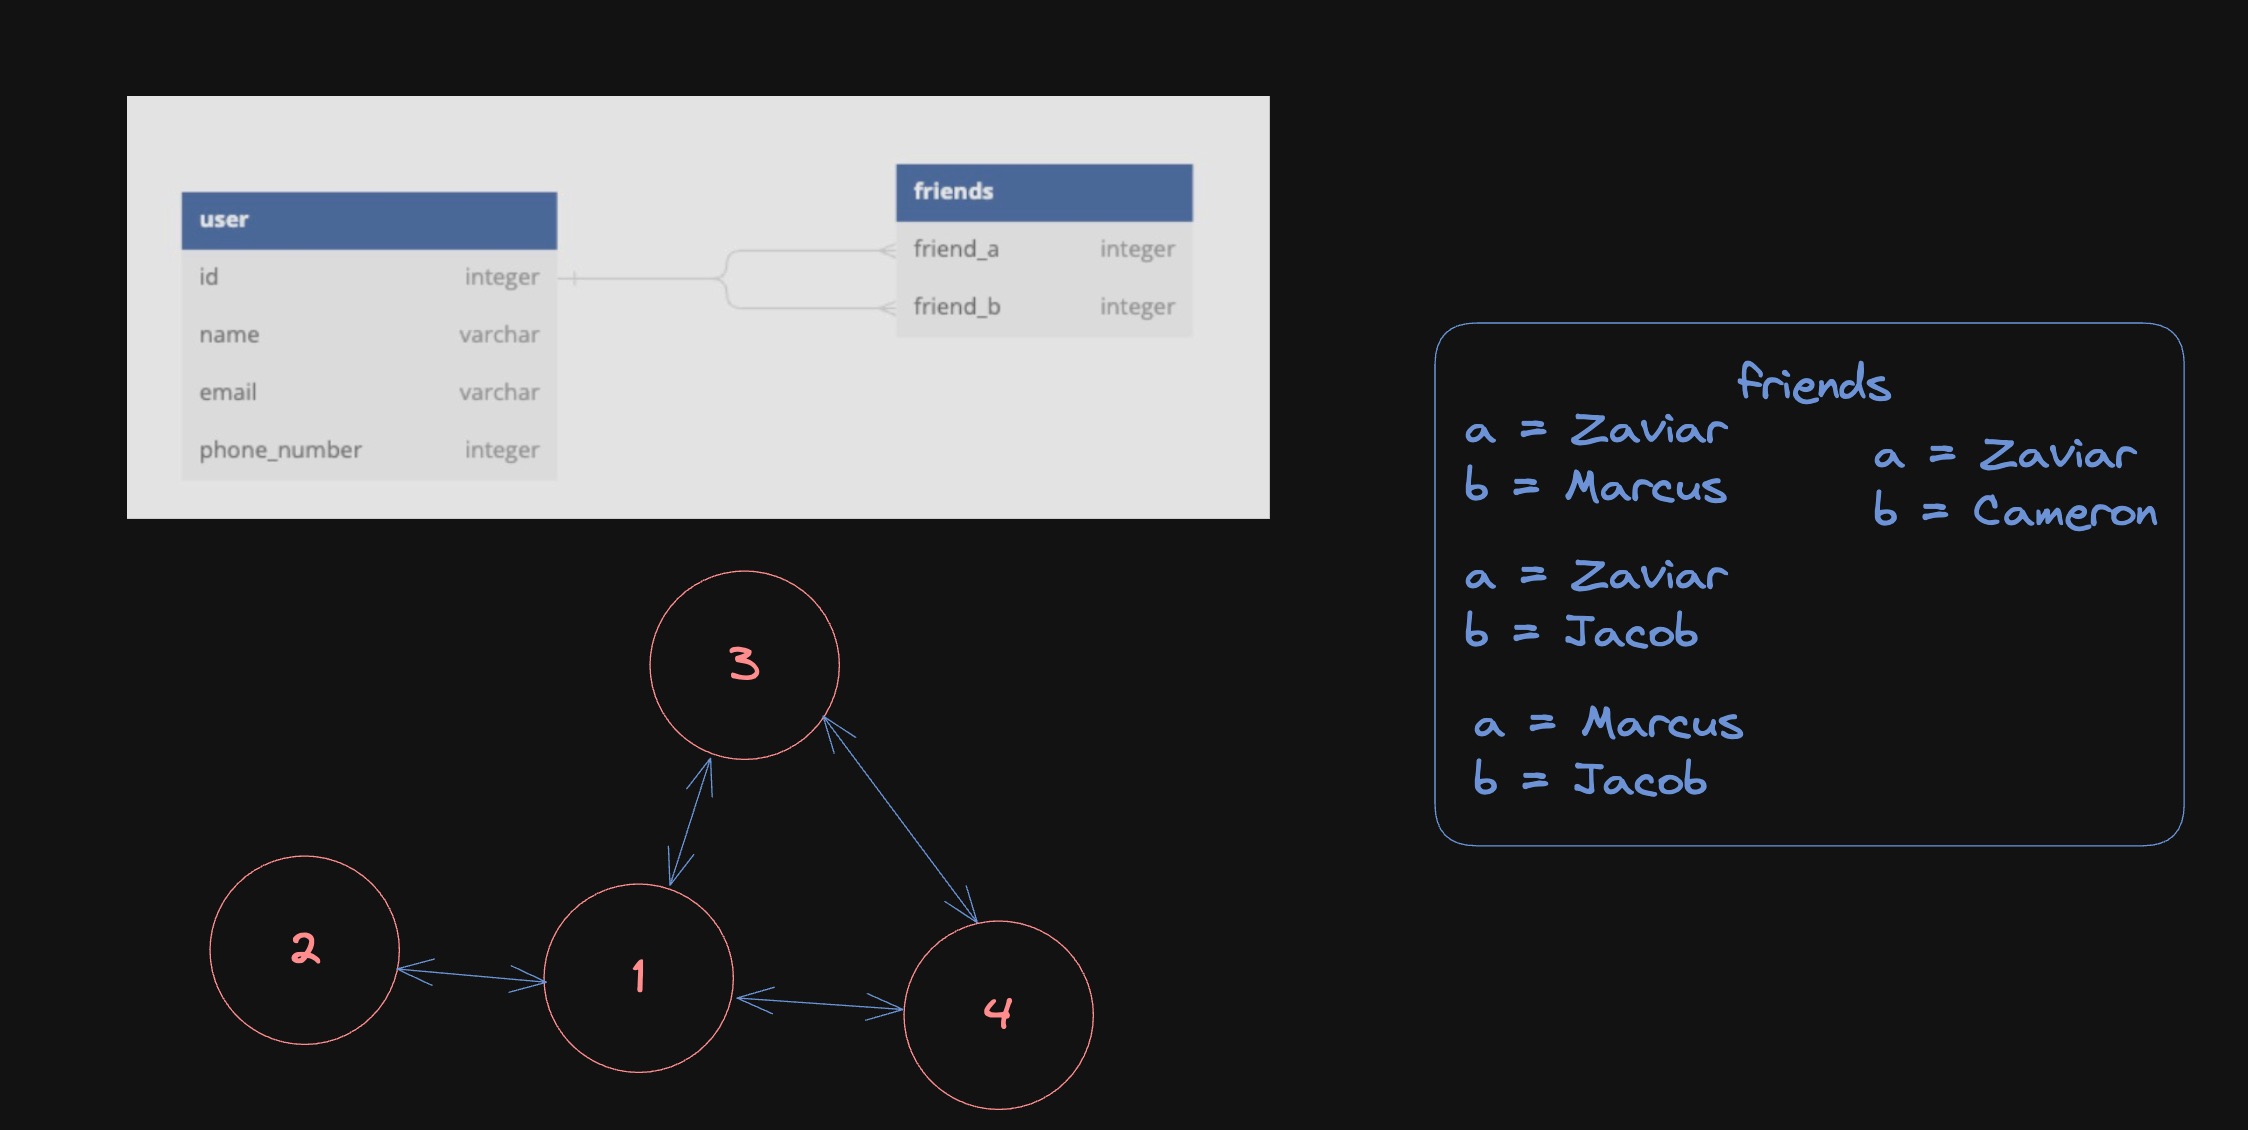 user
id integer
name varchar
email varchar
phone_number integer
friends
friend_a integer
friend_b integer
friends
a = Zaviar
b = Marcus
a = Zaviar
b = Jacob
a = Marcus
b = Jacob
a = Zaviar
b = Cameron
3
2
1
4